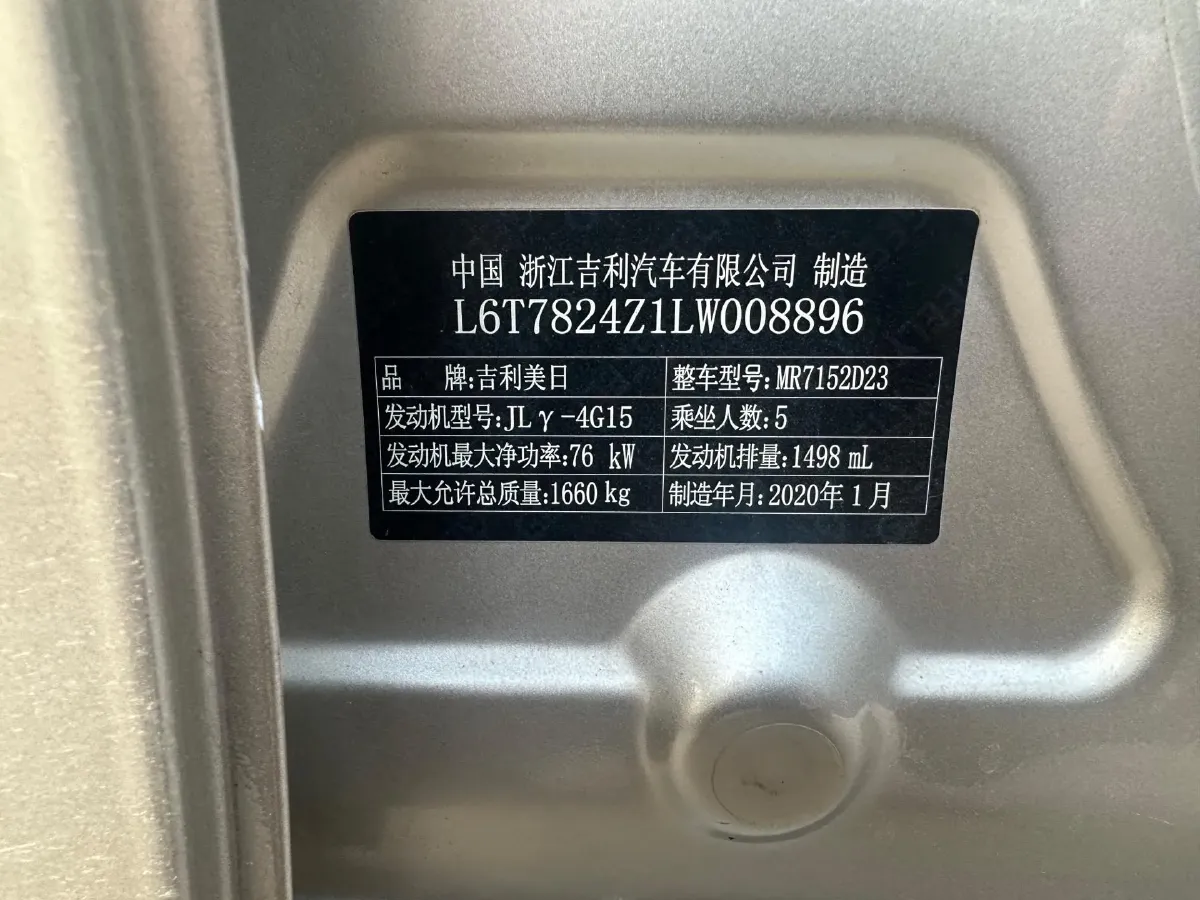 中国 浙江吉利汽车有限公司 制造
L6T7824Z1LW008896
品 牌:吉利美日 整车型号:MR7152D23
发动机型号:JLγ-4G15 乘坐人数:5
发动机最大净功率:76 kW 发动机排量:1498 mL
最大允许总质量:1660 kg 制造年月:2020年1月